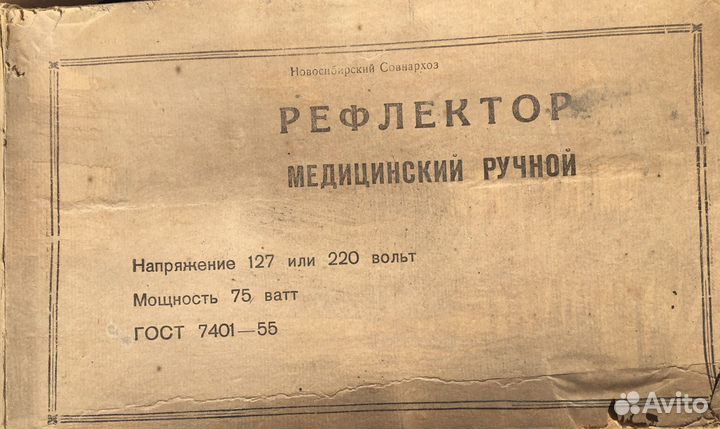 Новосибирский Совнархоз
РЕФЛЕКТОР
МЕДИЦИНСКИЙ РУЧНОЙ
Напряжение 127 или 220 вольт
Мощность 75 ватт
ГОСТ 7401—55
Avito